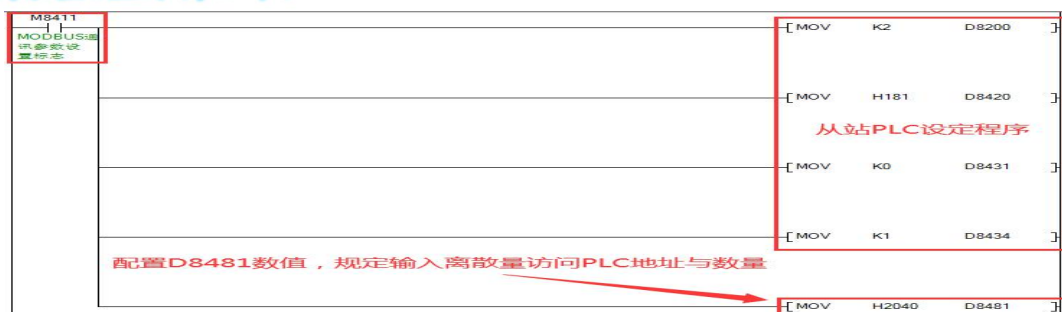 M8411
MODBUS通
讯参数设
置标志
MOV K2 D8200
MOV H181 D8420
从站PLC设定程序
MOV K0 D8431
MOV K1 D8434
配置D8481数值，规定输入离散量访问PLC地址与数量
MOV H2040 D8481